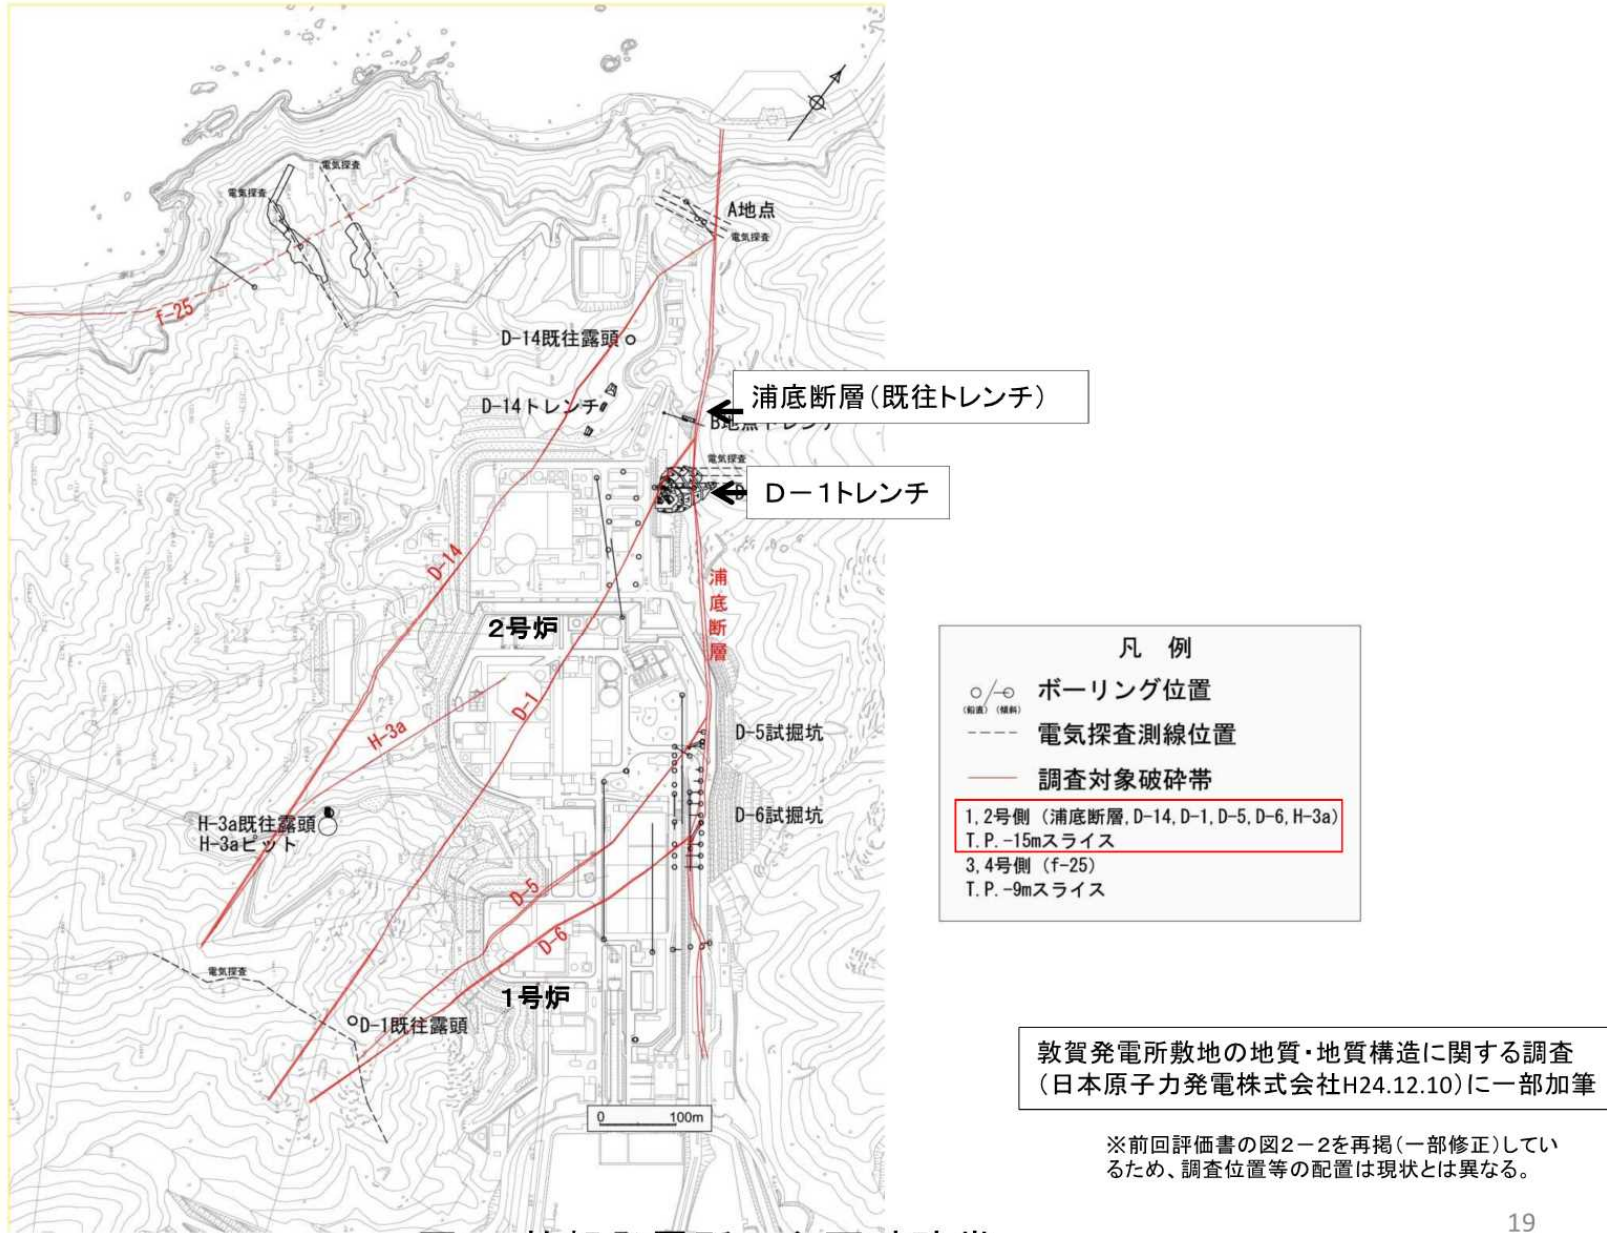 電気探査
電気探査
A地点
電気探査
f-25
D-14既往露頭
浦底断層(既往トレンチ)
D-14トレンチ
B地点トレンチ
電気探査
D－1トレンチ
D-14
浦底断層
2号炉
凡 例
ボーリング位置
(鉛直) (傾斜)
電気探査測線位置
調査対象破砕帯
1,2号側 (浦底断層,D-14,D-1,D-5,D-6,H-3a)
T.P.-15mスライス
3,4号側 (f-25)
T.P.-9mスライス
D-1
H-3a
D-5試掘坑
D-6試掘坑
H-3a既往露頭
H-3aピット
D-5
D-6
電気探査
1号炉
D-1既往露頭
敦賀発電所敷地の地質・地質構造に関する調査
(日本原子力発電株式会社H24.12.10)に一部加筆
0 100m
※前回評価書の図2－2を再掲(一部修正)してい
るため、調査位置等の配置は現状とは異なる。
19